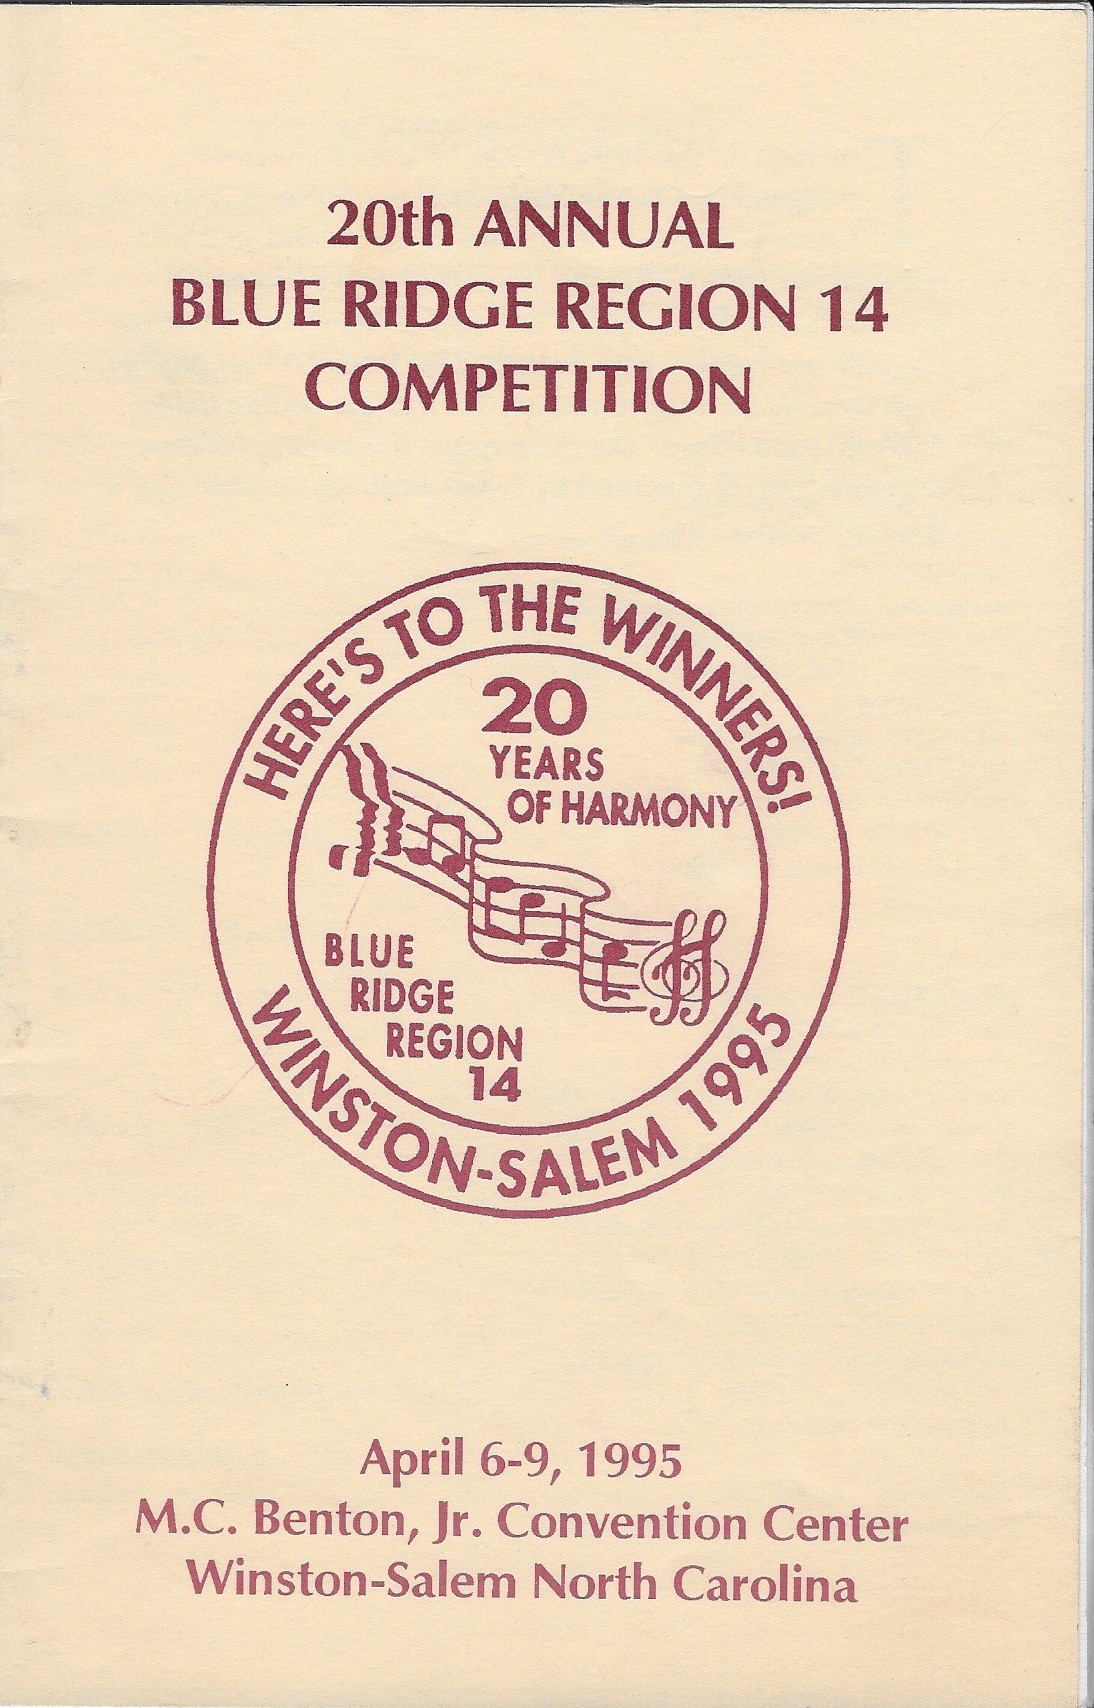 20th ANNUAL
BLUE RIDGE REGION 14
COMPETITION
HERE'S TO THE WINNERS!
20
YEARS
OF HARMONY
BLUE
RIDGE
REGION
14
WINSTON-SALEM 1995
April 6-9, 1995
M.C. Benton, Jr. Convention Center
Winston-Salem North Carolina